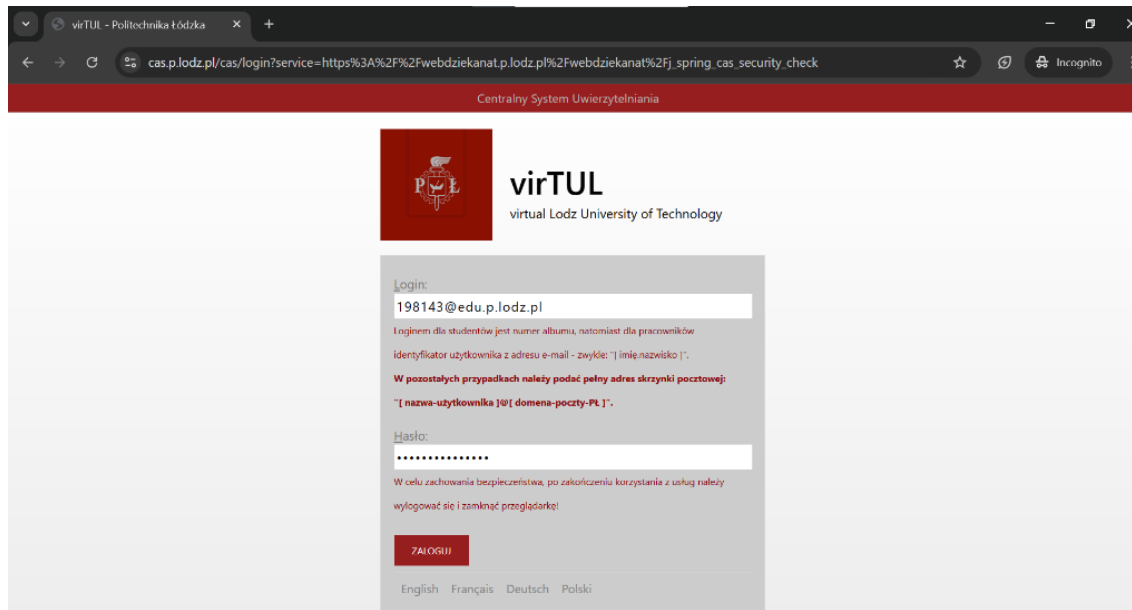 virTUL - Politechnika Łódzka
cas.p.lodz.pl/cas/login?service=https%3A%2F%2Fwebdziekanat.p.lodz.pl%2Fwebdziekanat%2Fj_spring_cas_security_check
Incognito
Centralny System Uwierzytelniania
P Ł
virTUL
virtual Lodz University of Technology
Login:
198143@edu.p.lodz.pl
Loginem dla studentów jest numer albumu, natomiast dla pracowników
identyfikator użytkownika z adresu e-mail - zwykle: "[ imię.nazwisko ]".
W pozostałych przypadkach należy podać pełny adres skrzynki pocztowej:
"[ nazwa-użytkownika ]@[ domena-poczty-PŁ ]".
Hasło:
•••••••••••••••
W celu zachowania bezpieczeństwa, po zakończeniu korzystania z usług należy
wylogować się i zamknąć przeglądarkę!
ZALOGUJ
English Français Deutsch Polski